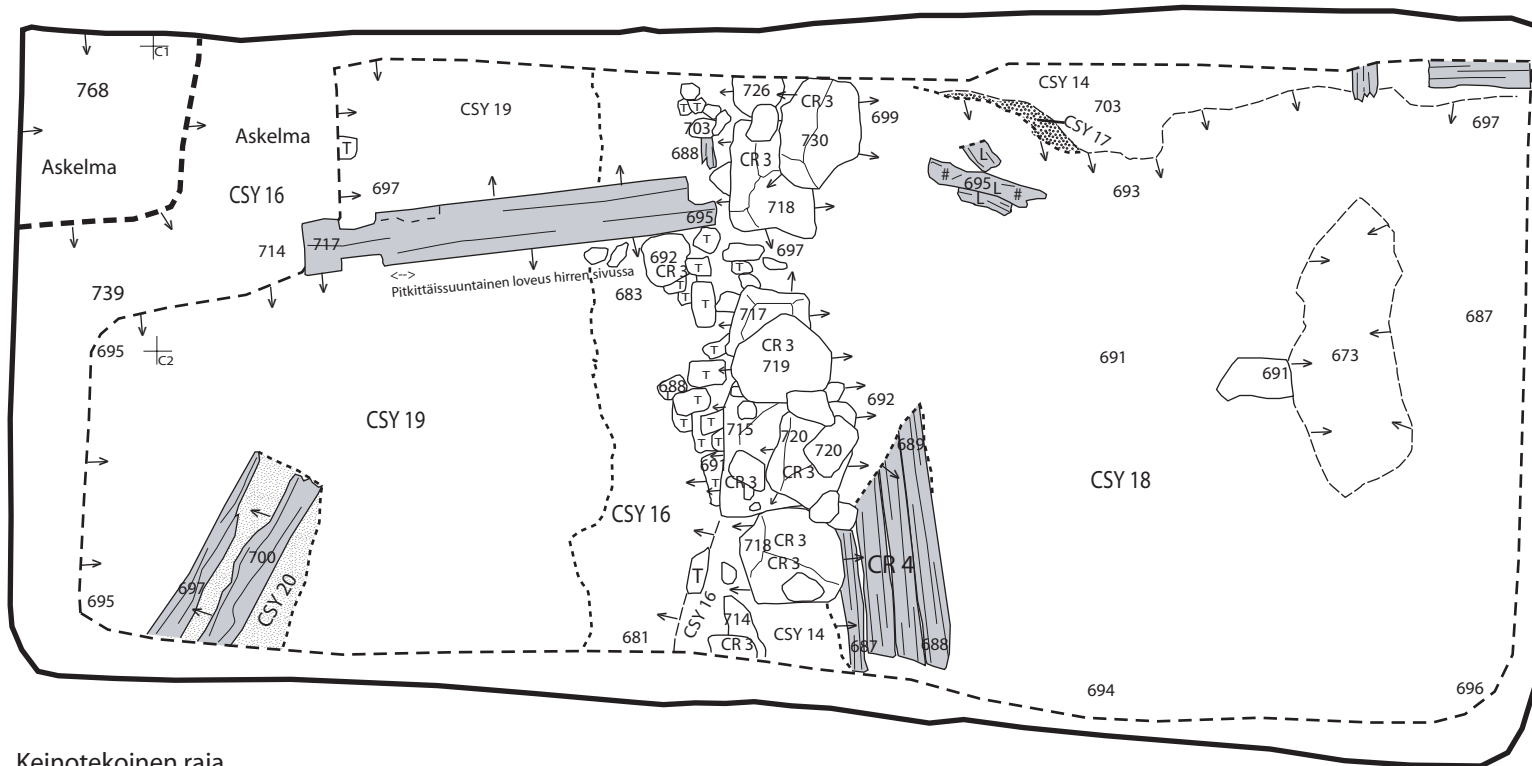 C1
768
Askelma
Askelma
CSY 16
T
697
CSY 19
714
717
739
695
C2
<-->
Pitkittäissuuntainen loveus hirren sivussa
695
T
T
703
688
726
CR 3
730
699
CR 3
718
697
692
CR 3
683
T
T
T
T
T
T
T
717
CR 3
719
T
T
688
T
T
T
T
T
T
715
691
CR 3
720
720
CR 3
692
CSY 19
CSY 16
718
CR 3
CR 3
T
CSY 16
714
CR 3
CSY 14
681
695
697
700
CSY 20
689
CR 4
687
688
CSY 14
703
CSY 17
697
L
#
695
L
#
L
693
691
691
673
687
CSY 18
694
696
Keinotekoinen raja